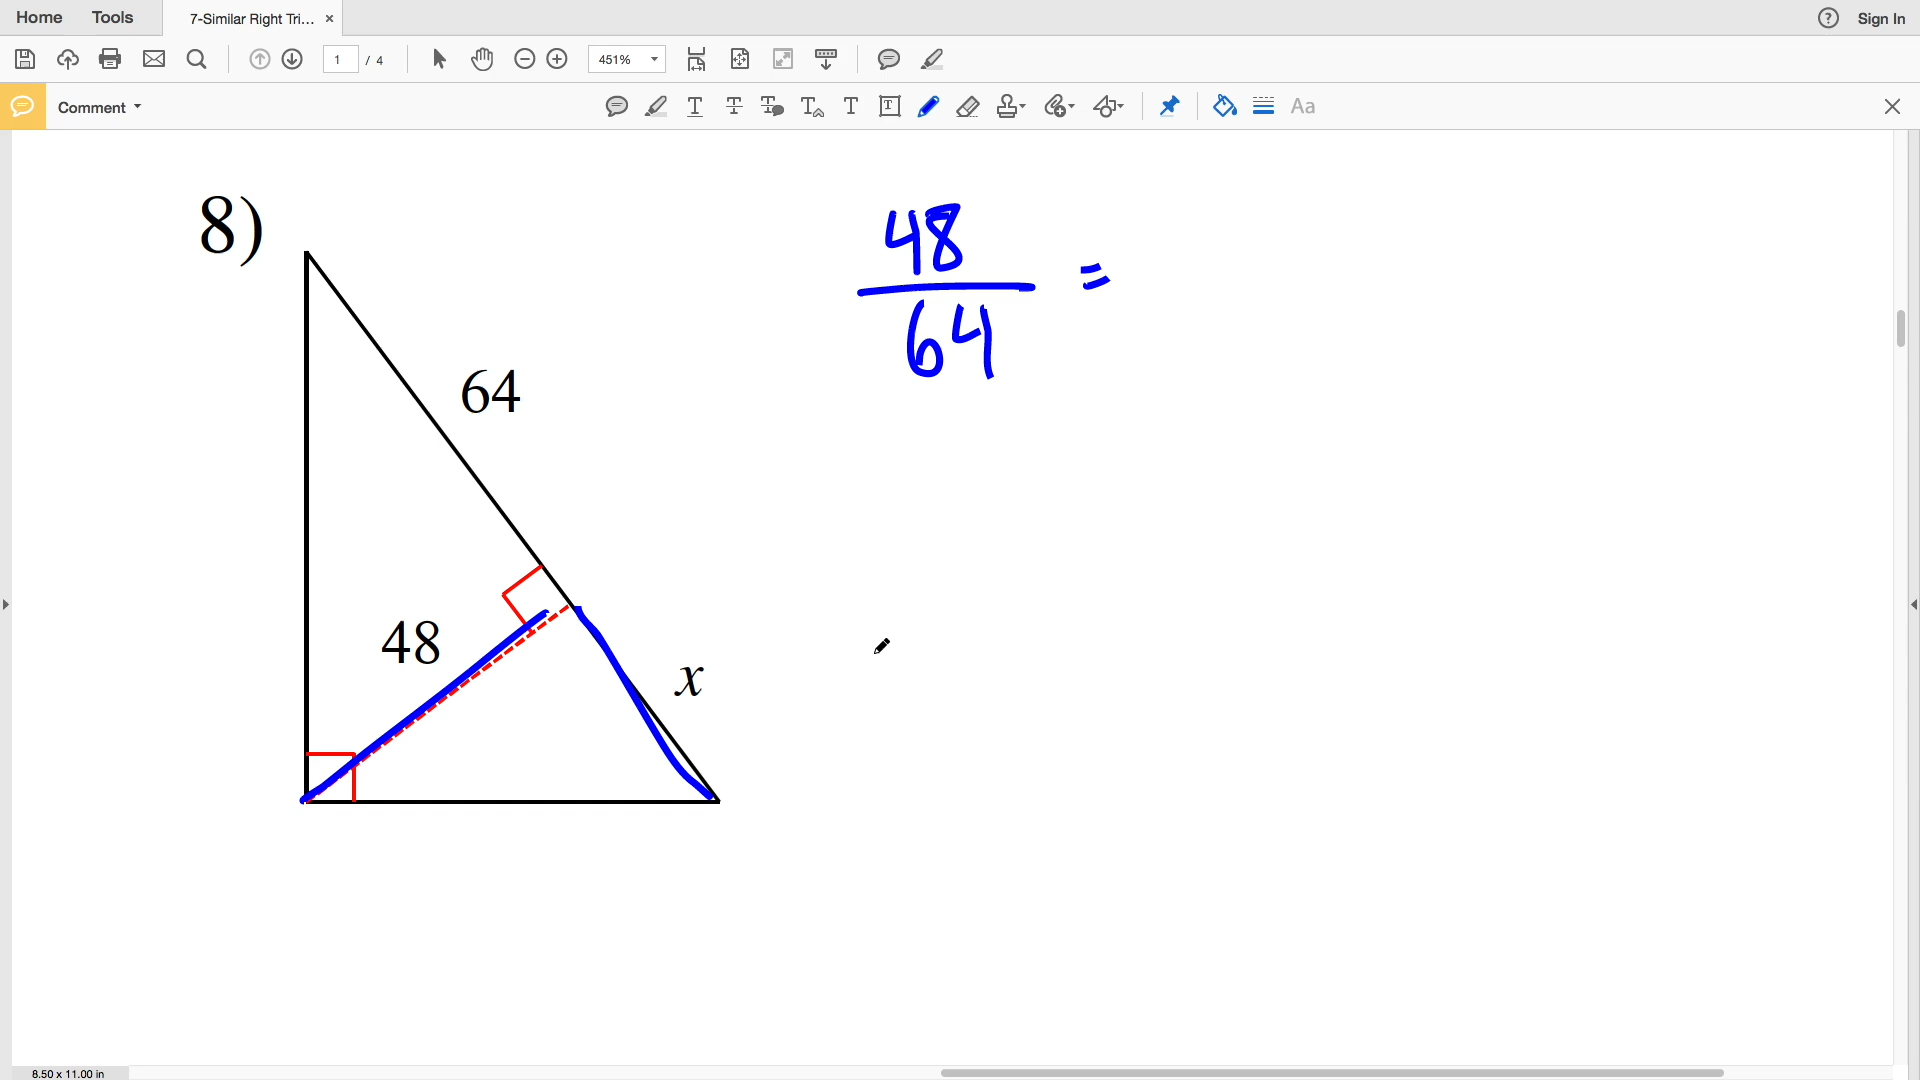 Home Tools 7-Similar Right Tri... × ? Sign In
1 / 4 451%
Comment T T T T T T Aa
8)
48
=
64
64
48
x
8.50 x 11.00 in